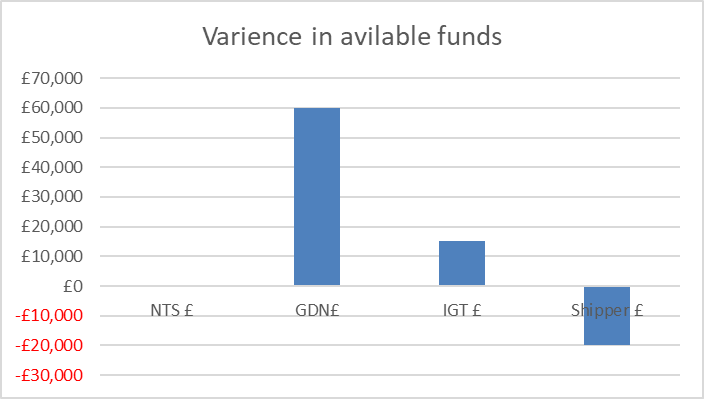 Varience in avilable funds
£70,000
£60,000
£50,000
£40,000
£30,000
£20,000
£10,000
£0
-£10,000
-£20,000
-£30,000
NTS £
GDN£
IGT £
Shipper £